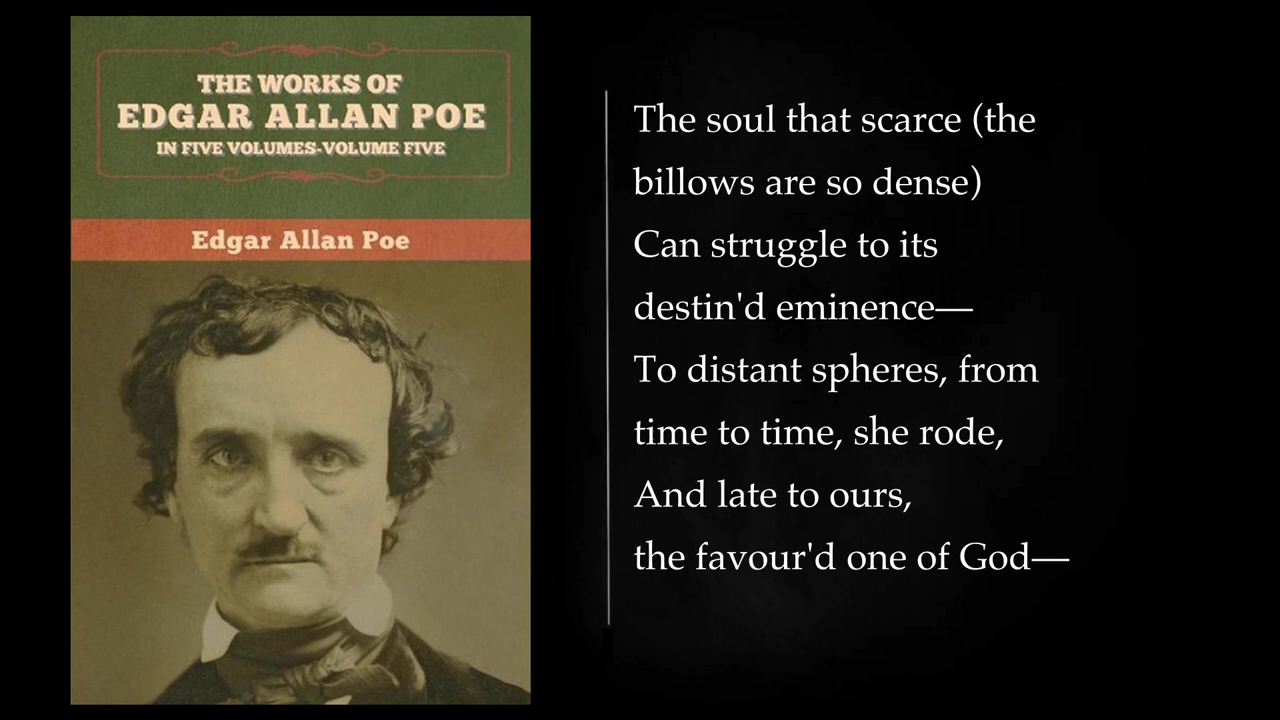 THE WORKS OF
EDGAR ALLAN POE
IN FIVE VOLUMES-VOLUME FIVE
Edgar Allan Poe
The soul that scarce (the
billows are so dense)
Can struggle to its
destin'd eminence—
To distant spheres, from
time to time, she rode,
And late to ours,
the favour'd one of God—